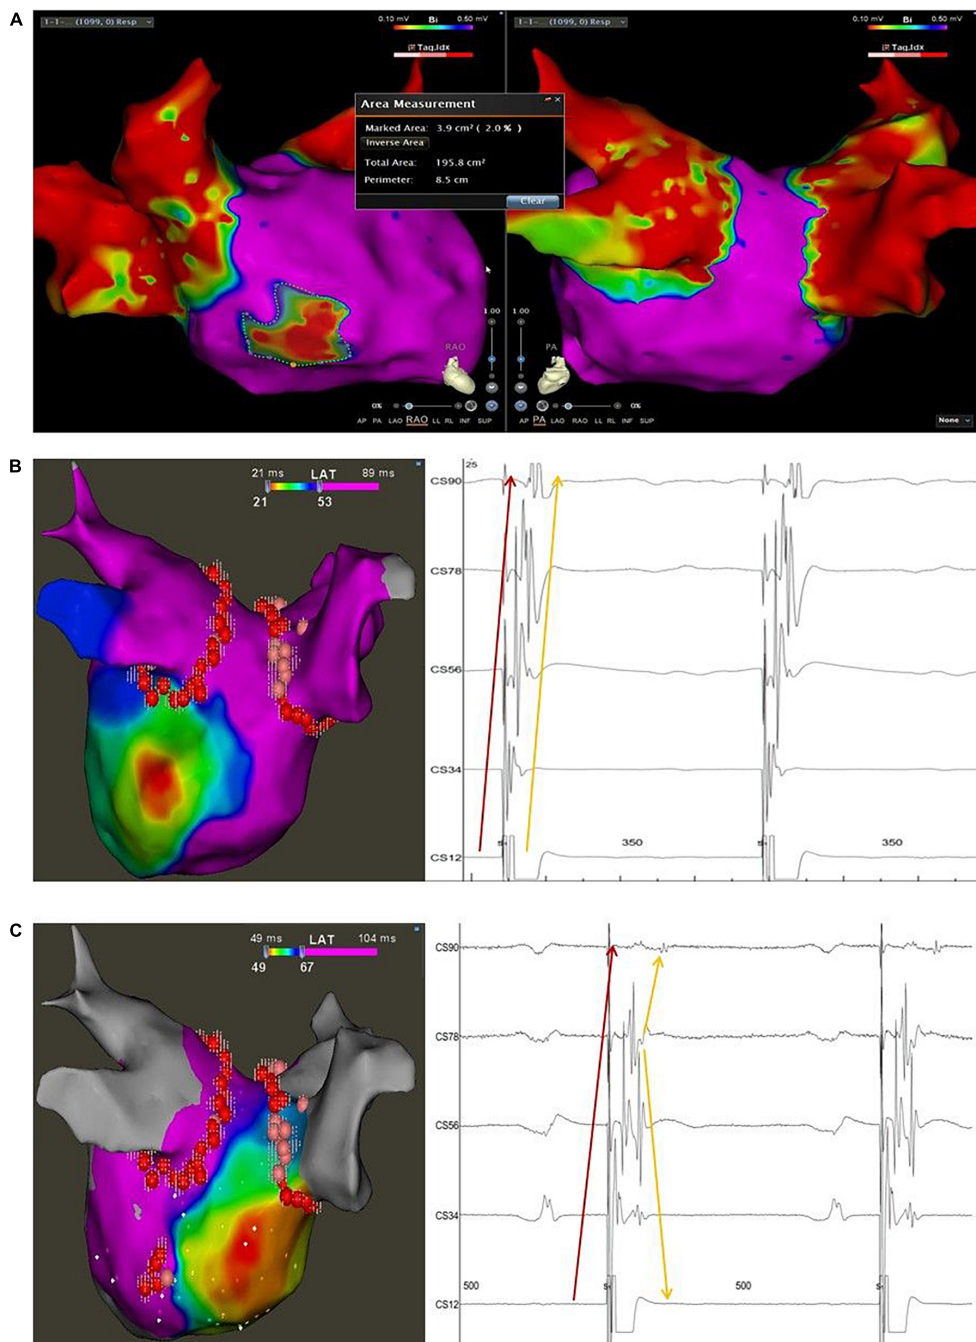 A
1-1-... (1099, 0) Resp
0.10 mV Bi 0.50 mV
Tag.Idx
1-1-... (1099, 0) Resp
0.10 mV Bi 0.50 mV
Tag.Idx
Area Measurement
Marked Area: 3.9 cm² ( 2.0 % )
Inverse Area
Total Area: 195.8 cm²
Perimeter: 8.5 cm
Clear
1.00
1.00
RAO
PA
0%
0%
AP PA LAO RAO LL RL INF SUP
AP PA LAO RAO LL RL INF SUP
None
B
21 ms LAT 89 ms
21 53
25
CS90
CS78
CS56
CS34
S- 350 S- 350
CS12
C
49 ms LAT 104 ms
49 67
CS90
CS78
CS56
CS34
500 S- 500 S-
CS12